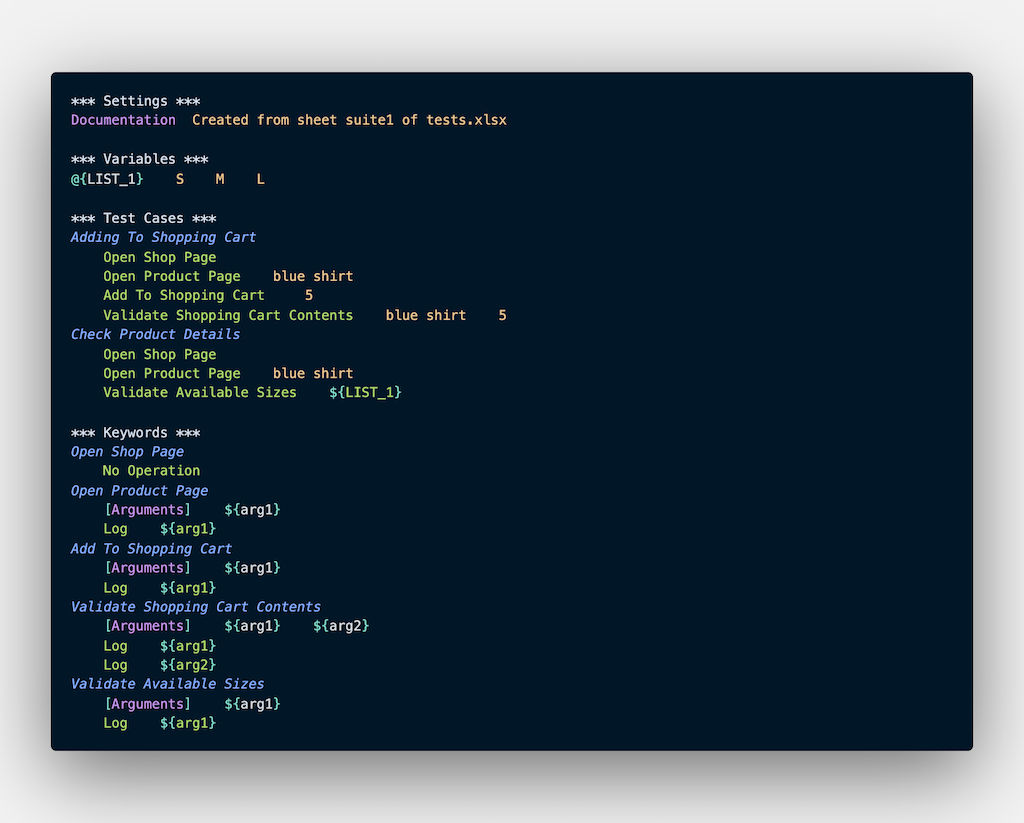 *** Settings ***
Documentation  Created from sheet suite1 of tests.xlsx
*** Variables ***
@{LIST_1}    S    M    L
*** Test Cases ***
Adding To Shopping Cart
    Open Shop Page
    Open Product Page    blue shirt
    Add To Shopping Cart     5
    Validate Shopping Cart Contents    blue shirt    5
Check Product Details
    Open Shop Page
    Open Product Page    blue shirt
    Validate Available Sizes    ${LIST_1}
*** Keywords ***
Open Shop Page
    No Operation
Open Product Page
    [Arguments]    ${arg1}
    Log    ${arg1}
Add To Shopping Cart
    [Arguments]    ${arg1}
    Log    ${arg1}
Validate Shopping Cart Contents
    [Arguments]    ${arg1}    ${arg2}
    Log    ${arg1}
    Log    ${arg2}
Validate Available Sizes
    [Arguments]    ${arg1}
    Log    ${arg1}